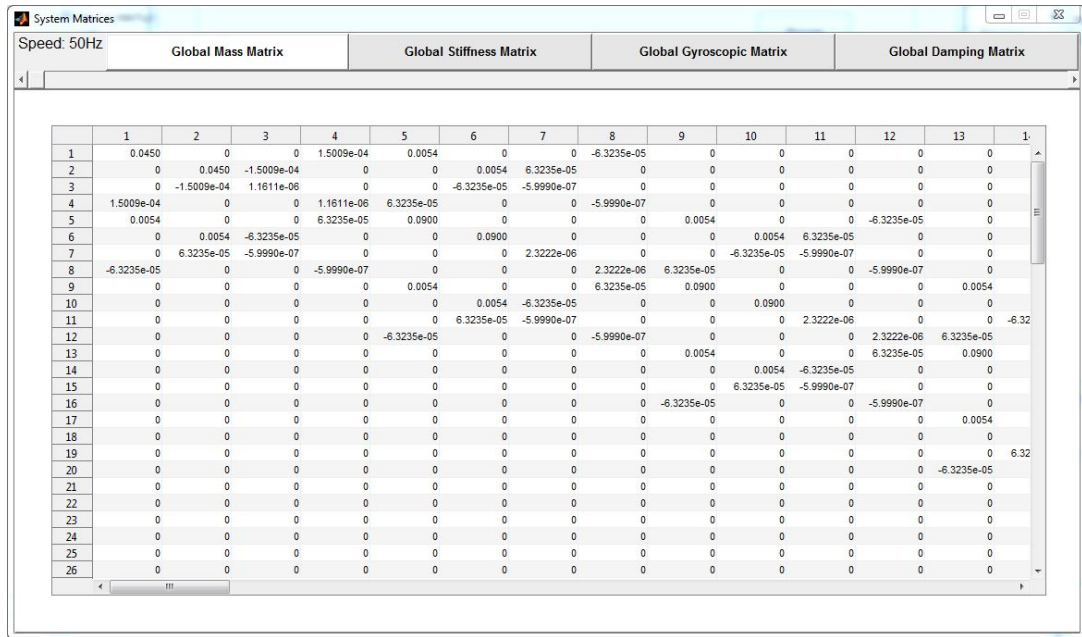 System Matrices
Speed: 50Hz
Global Mass Matrix Global Stiffness Matrix Global Gyroscopic Matrix Global Damping Matrix
1 2 3 4 5 6 7 8 9 10 11 12 13 1
1 0.0450 0 0 1.5009e-04 0.0054 0 0 -6.3235e-05 0 0 0 0 0
2 0 0.0450 -1.5009e-04 0 0 0.0054 6.3235e-05 0 0 0 0 0 0
3 0 -1.5009e-04 1.1611e-06 0 0 -6.3235e-05 -5.9990e-07 0 0 0 0 0 0
4 1.5009e-04 0 0 1.1611e-06 6.3235e-05 0 0 -5.9990e-07 0 0 0 0 0
5 0.0054 0 0 6.3235e-05 0.0900 0 0 0 0.0054 0 0 -6.3235e-05 0
6 0 0.0054 -6.3235e-05 0 0 0.0900 0 0 0 0.0054 6.3235e-05 0 0
7 0 6.3235e-05 -5.9990e-07 0 0 0 2.3222e-06 0 0 -6.3235e-05 -5.9990e-07 0 0
8 -6.3235e-05 0 0 -5.9990e-07 0 0 0 2.3222e-06 6.3235e-05 0 0 -5.9990e-07 0
9 0 0 0 0 0.0054 0 0 6.3235e-05 0.0900 0 0 0 0.0054
10 0 0 0 0 0 0.0054 -6.3235e-05 0 0 0.0900 0 0 0
11 0 0 0 0 0 6.3235e-05 -5.9990e-07 0 0 0 2.3222e-06 0 0 -6.32
12 0 0 0 0 -6.3235e-05 0 0 -5.9990e-07 0 0 0 2.3222e-06 6.3235e-05
13 0 0 0 0 0 0 0 0 0.0054 0 0 6.3235e-05 0.0900
14 0 0 0 0 0 0 0 0 0 0.0054 -6.3235e-05 0 0
15 0 0 0 0 0 0 0 0 0 6.3235e-05 -5.9990e-07 0 0
16 0 0 0 0 0 0 0 0 -6.3235e-05 0 0 -5.9990e-07 0
17 0 0 0 0 0 0 0 0 0 0 0 0 0.0054
18 0 0 0 0 0 0 0 0 0 0 0 0 0
19 0 0 0 0 0 0 0 0 0 0 0 0 0 6.32
20 0 0 0 0 0 0 0 0 0 0 0 0 -6.3235e-05
21 0 0 0 0 0 0 0 0 0 0 0 0 0
22 0 0 0 0 0 0 0 0 0 0 0 0 0
23 0 0 0 0 0 0 0 0 0 0 0 0 0
24 0 0 0 0 0 0 0 0 0 0 0 0 0
25 0 0 0 0 0 0 0 0 0 0 0 0 0
26 0 0 0 0 0 0 0 0 0 0 0 0 0